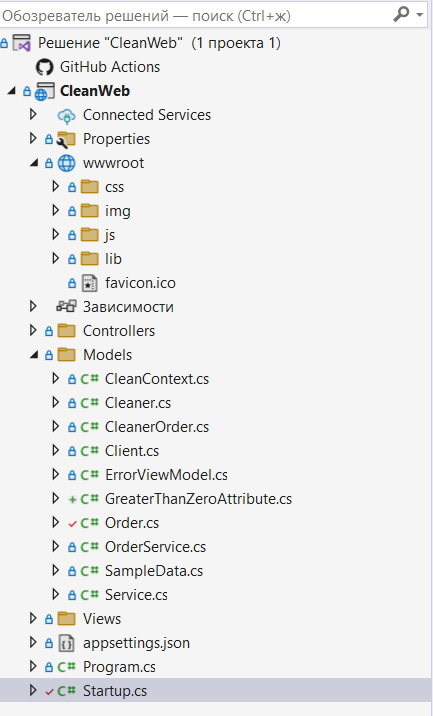 Обозреватель решений — поиск (Ctrl+ж)
Решение "CleanWeb" (1 проекта 1)
GitHub Actions
CleanWeb
Connected Services
Properties
wwwroot
css
img
js
lib
favicon.ico
Зависимости
Controllers
Models
CleanContext.cs
Cleaner.cs
CleanerOrder.cs
Client.cs
ErrorViewModel.cs
GreaterThanZeroAttribute.cs
Order.cs
OrderService.cs
SampleData.cs
Service.cs
Views
appsettings.json
Program.cs
Startup.cs